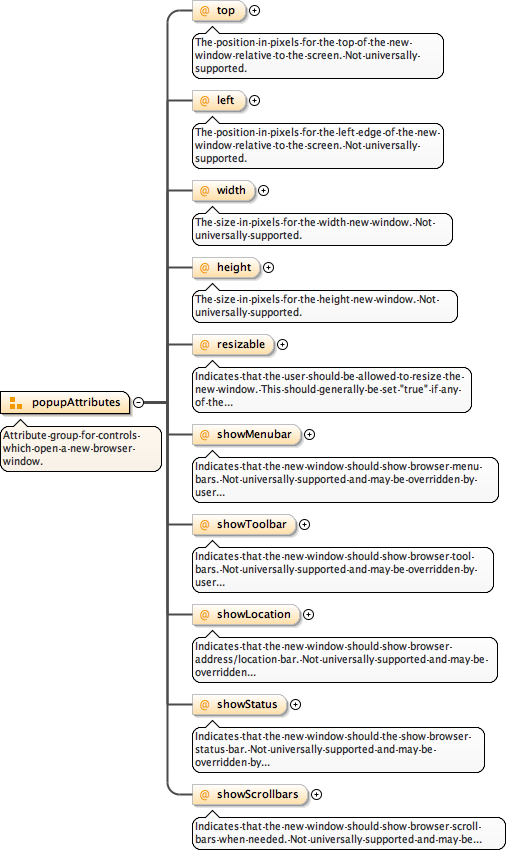 @ top
The position in pixels for the top of the new
window relative to the screen. Not universally
supported.
@ left
The position in pixels for the left edge of the new
window relative to the screen. Not universally
supported.
@ width
The size in pixels for the width new window. Not
universally supported.
@ height
The size in pixels for the height new window. Not
universally supported.
@ resizable
Indicates that the user should be allowed to resize the
new window. This should generally be set "true" if any
of the...
popupAttributes
Attribute group for controls
which open a new browser
window.
@ showMenubar
Indicates that the new window should show browser menu
bars. Not universally supported and may be overridden by
user...
@ showToolbar
Indicates that the new window should show browser tool
bars. Not universally supported and may be overridden by
user...
@ showLocation
Indicates that the new window should show browser
address/location bar. Not universally supported and may be
overridden...
@ showStatus
Indicates that the new window should the show browser
status bar. Not universally supported and may be
overridden by...
@ showScrollbars
Indicates that the new window should show browser scroll
bars when needed. Not universally supported and may be...